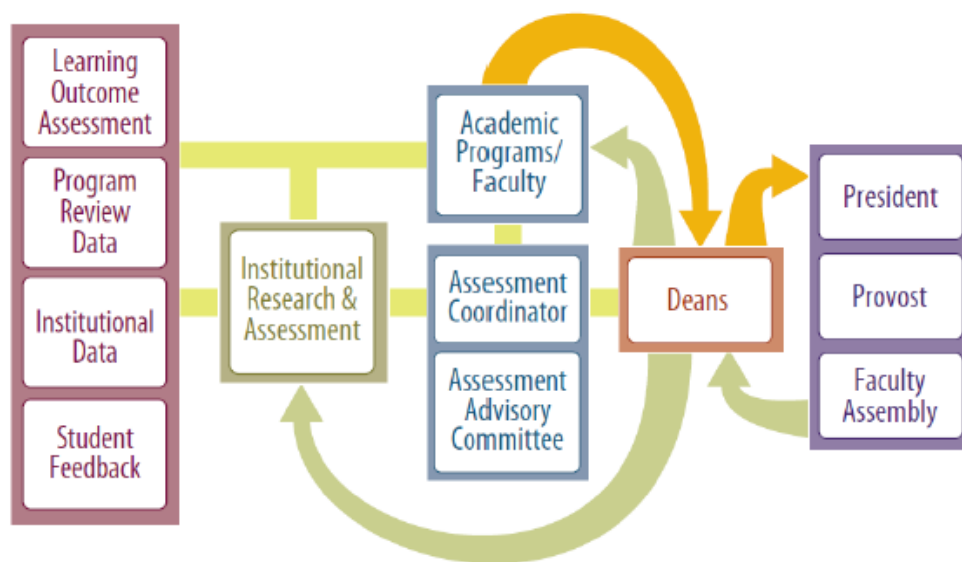 Learning
Outcome
Assessment
Program
Review
Data
Institutional
Data
Student
Feedback
Institutional
Research &
Assessment
Academic
Programs/
Faculty
Assessment
Coordinator
Assessment
Advisory
Committee
Deans
President
Provost
Faculty
Assembly